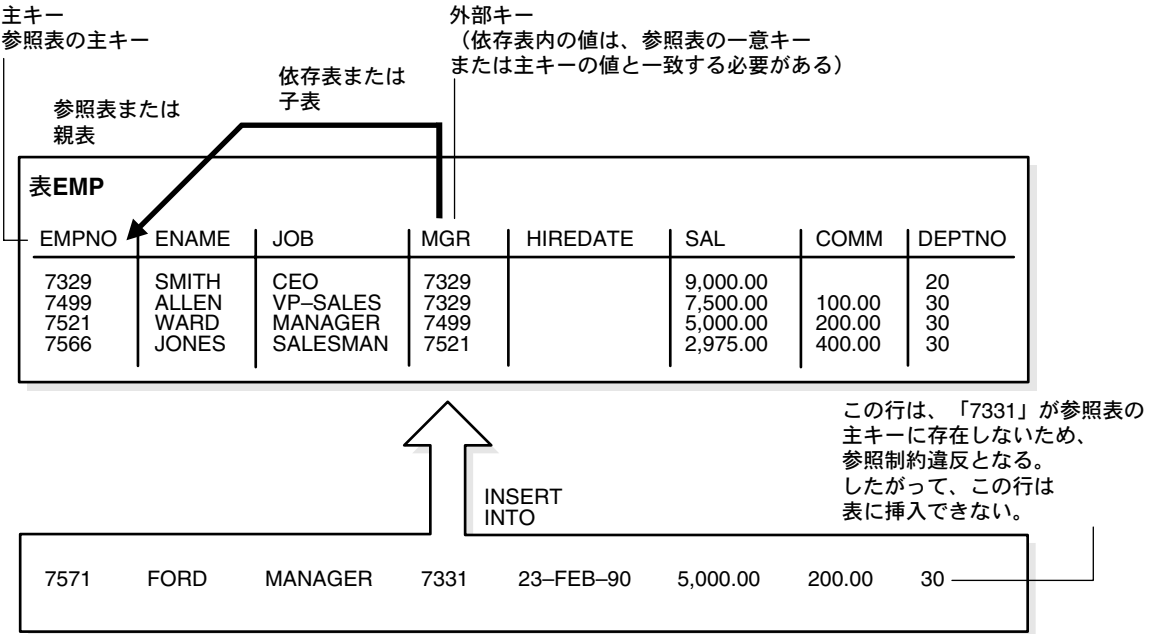 主キー
参照表の主キー
外部キー
（依存表内の値は、参照表の一意キー
または主キーの値と一致する必要がある）
依存表または
子表
参照表または
親表
表EMP
EMPNO ENAME JOB MGR HIREDATE SAL COMM DEPTNO
7329 SMITH CEO 7329 9,000.00 20
7499 ALLEN VP–SALES 7329 7,500.00 100.00 30
7521 WARD MANAGER 7499 5,000.00 200.00 30
7566 JONES SALESMAN 7521 2,975.00 400.00 30
この行は、「7331」が参照表の
主キーに存在しないため、
参照制約違反となる。
したがって、この行は
表に挿入できない。
INSERT
INTO
7571 FORD MANAGER 7331 23–FEB–90 5,000.00 200.00 30